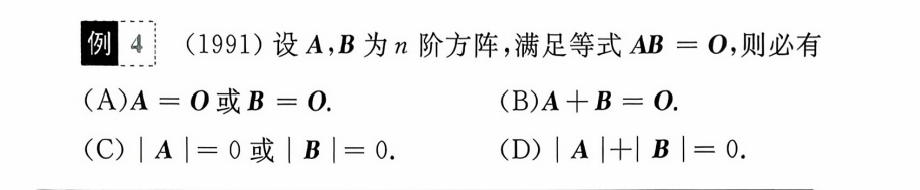 例 4 (1991) 设 A,B 为 n 阶方阵,满足等式 AB = O,则必有
(A)A = O 或 B = O. (B)A + B = O.
(C) | A |= 0 或 | B |= 0. (D) | A |+| B |= 0.